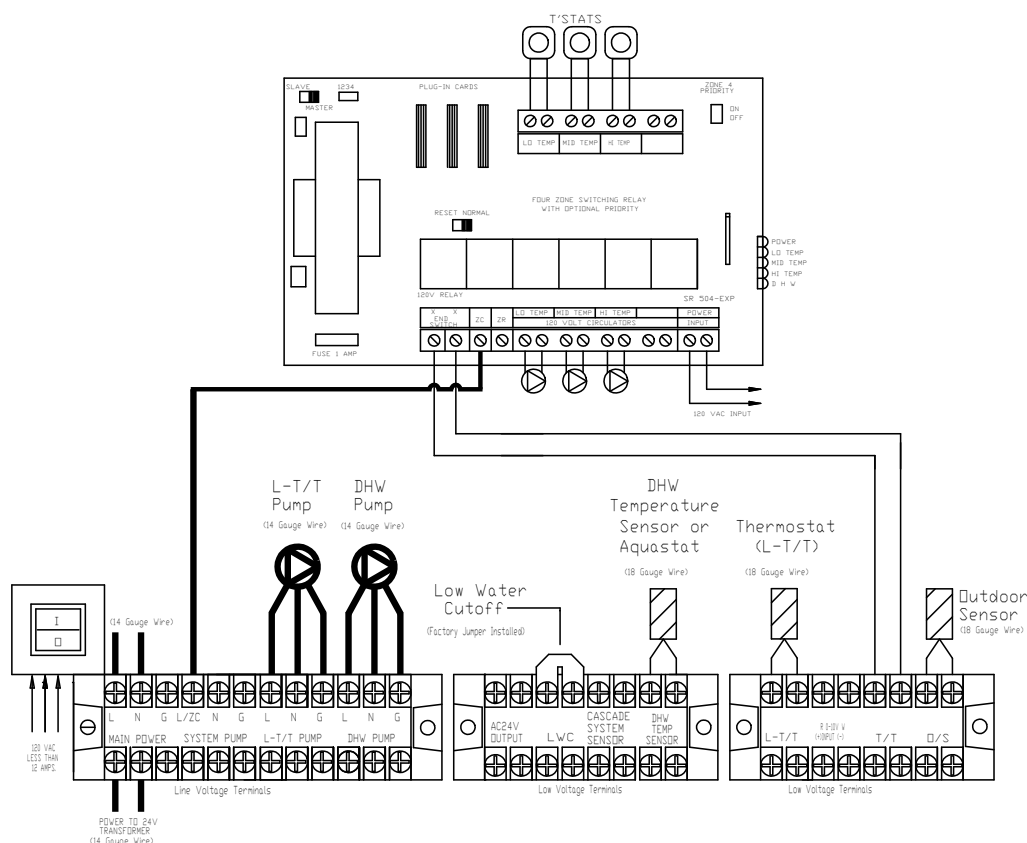 T'STATS
SLAVE
1234
MASTER
PLUG-IN CARDS
ZONE 4
PRIORITY
ON
OFF
LO TEMP MID TEMP HI TEMP
FOUR ZONE SWITCHING RELAY
WITH OPTIONAL PRIORITY
RESET NORMAL
POWER
LO TEMP
MID TEMP
HI TEMP
D H W
120V RELAY
SR 504-EXP
X X
END
SWITCH
ZC
ZR
LO TEMP MID TEMP HI TEMP
120 VOLT CIRCULATORS
POWER
INPUT
FUSE 1 AMP
120 VAC INPUT
L-T/T
Pump
(14 Gauge Wire)
DHW
Pump
(14 Gauge Wire)
DHW
Temperature
Sensor or
Aquastat
(18 Gauge Wire)
Thermostat
(L-T/T)
(18 Gauge Wire)
Low Water
Cutoff
(Factory Jumper Installed)
Outdoor
Sensor
(18 Gauge Wire)
I
O
(14 Gauge Wire)
L N G L/ZC N G L N G L N G
MAIN POWER SYSTEM PUMP L-T/T PUMP DHW PUMP
AC24V
OUTPUT
LWC
CASCADE
SYSTEM
SENSOR
DHW
TEMP
SENSOR
L-T/T
R 0-10V W
(+)INPUT (-)
T/T
O/S
120 VAC
LESS THAN
12 AMPS.
Line Voltage Terminals
Low Voltage Terminals
Low Voltage Terminals
POWER TO 24V
TRANSFORMER
(14 Gauge Wire)